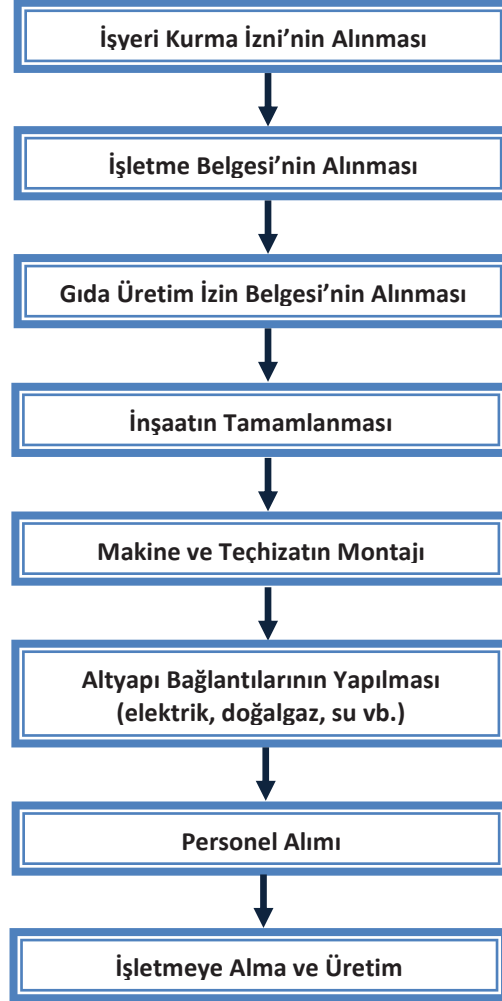 İşyeri Kurma İzni’nin Alınması
İşletme Belgesi’nin Alınması
Gıda Üretim İzin Belgesi’nin Alınması
İnşaatın Tamamlanması
Makine ve Teçhizatın Montajı
Altyapı Bağlantılarının Yapılması
(elektrik, doğalgaz, su vb.)
Personel Alımı
İşletmeye Alma ve Üretim